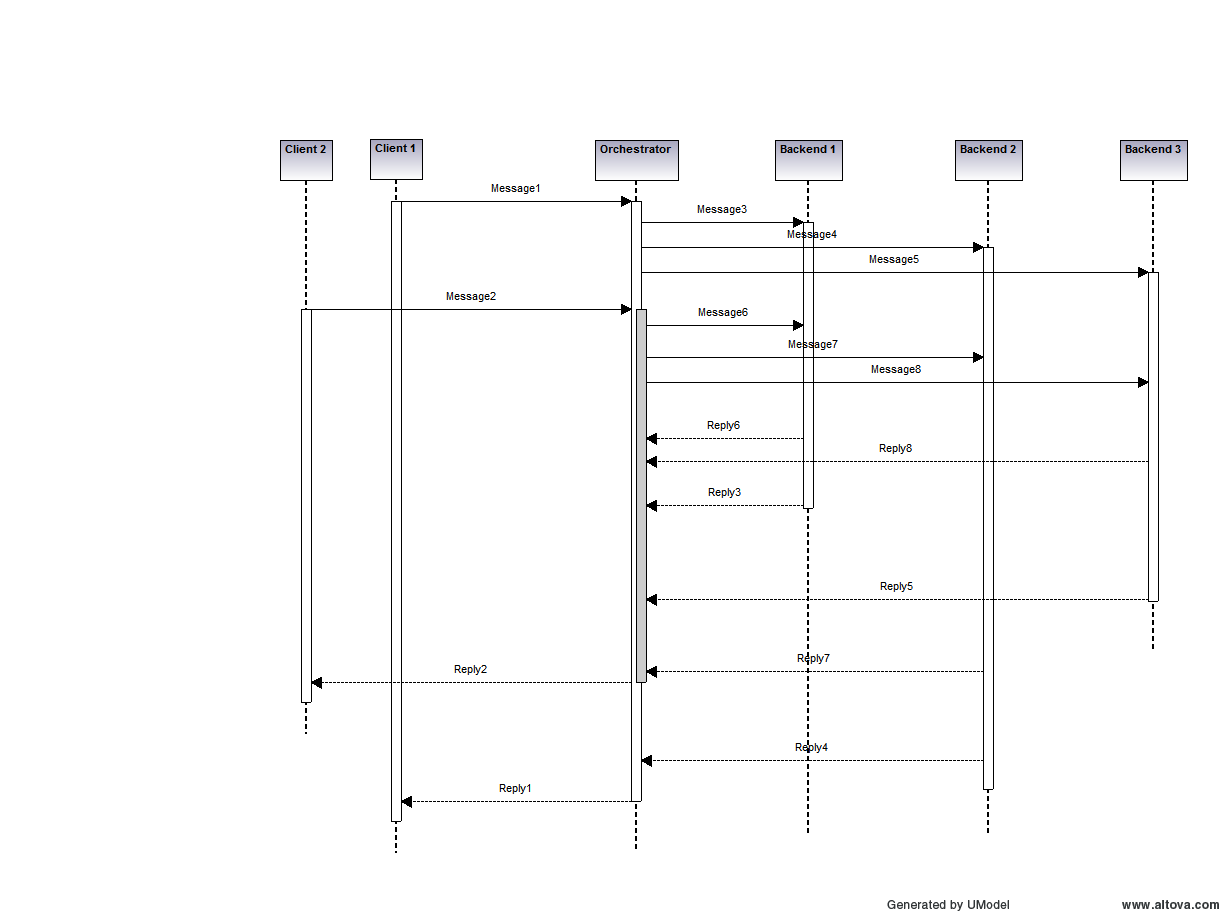 Client 2
Client 1
Orchestrator
Backend 1
Backend 2
Backend 3
Message1
Message3
Message4
Message5
Message2
Message6
Message7
Message8
Reply6
Reply8
Reply3
Reply5
Reply7
Reply2
Reply4
Reply1
Generated by UModel
www.altova.com